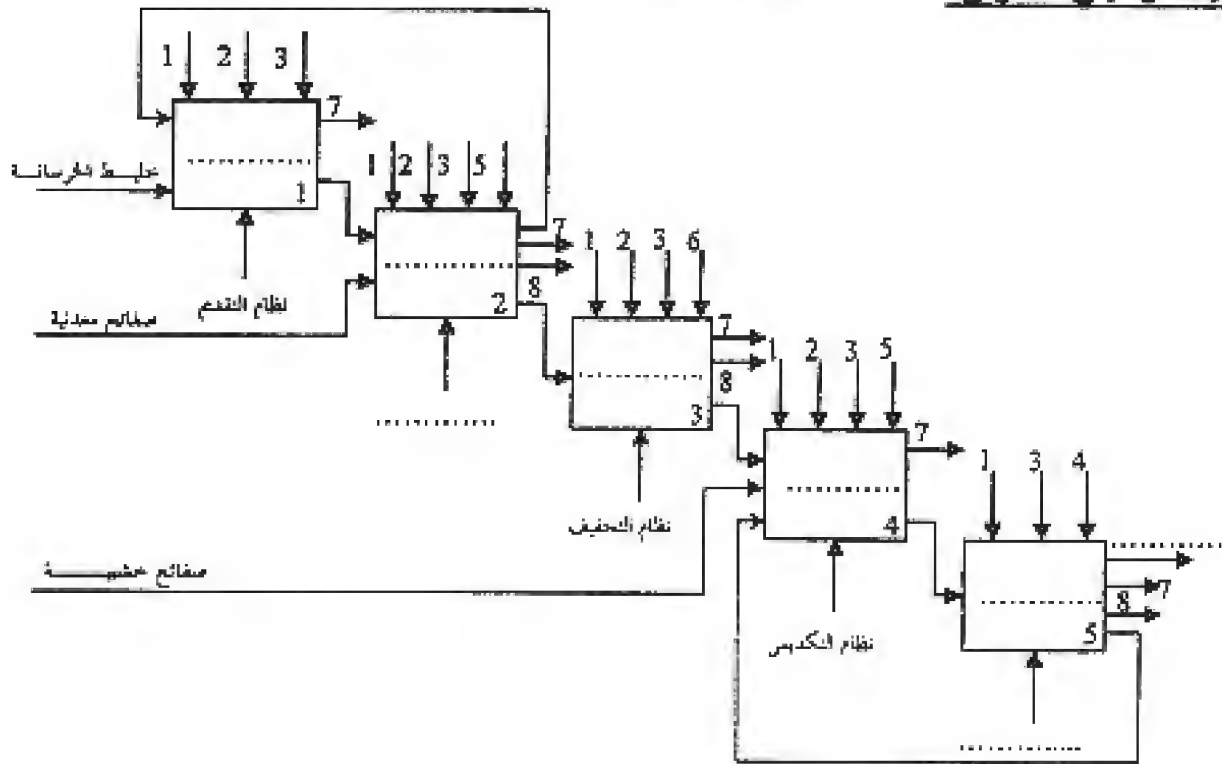 1 2 3
7
خليط الخرسانة
1
نظام التقدم
1 2 3 5
7
8
2
صفائح معدنية
....................
1 2 3 6
7
8
3
نظام التجفيف
1 2 3 5
7
4
صفائح خشبية
نظام التكديس
1 3 4
....................
7
8
5
....................